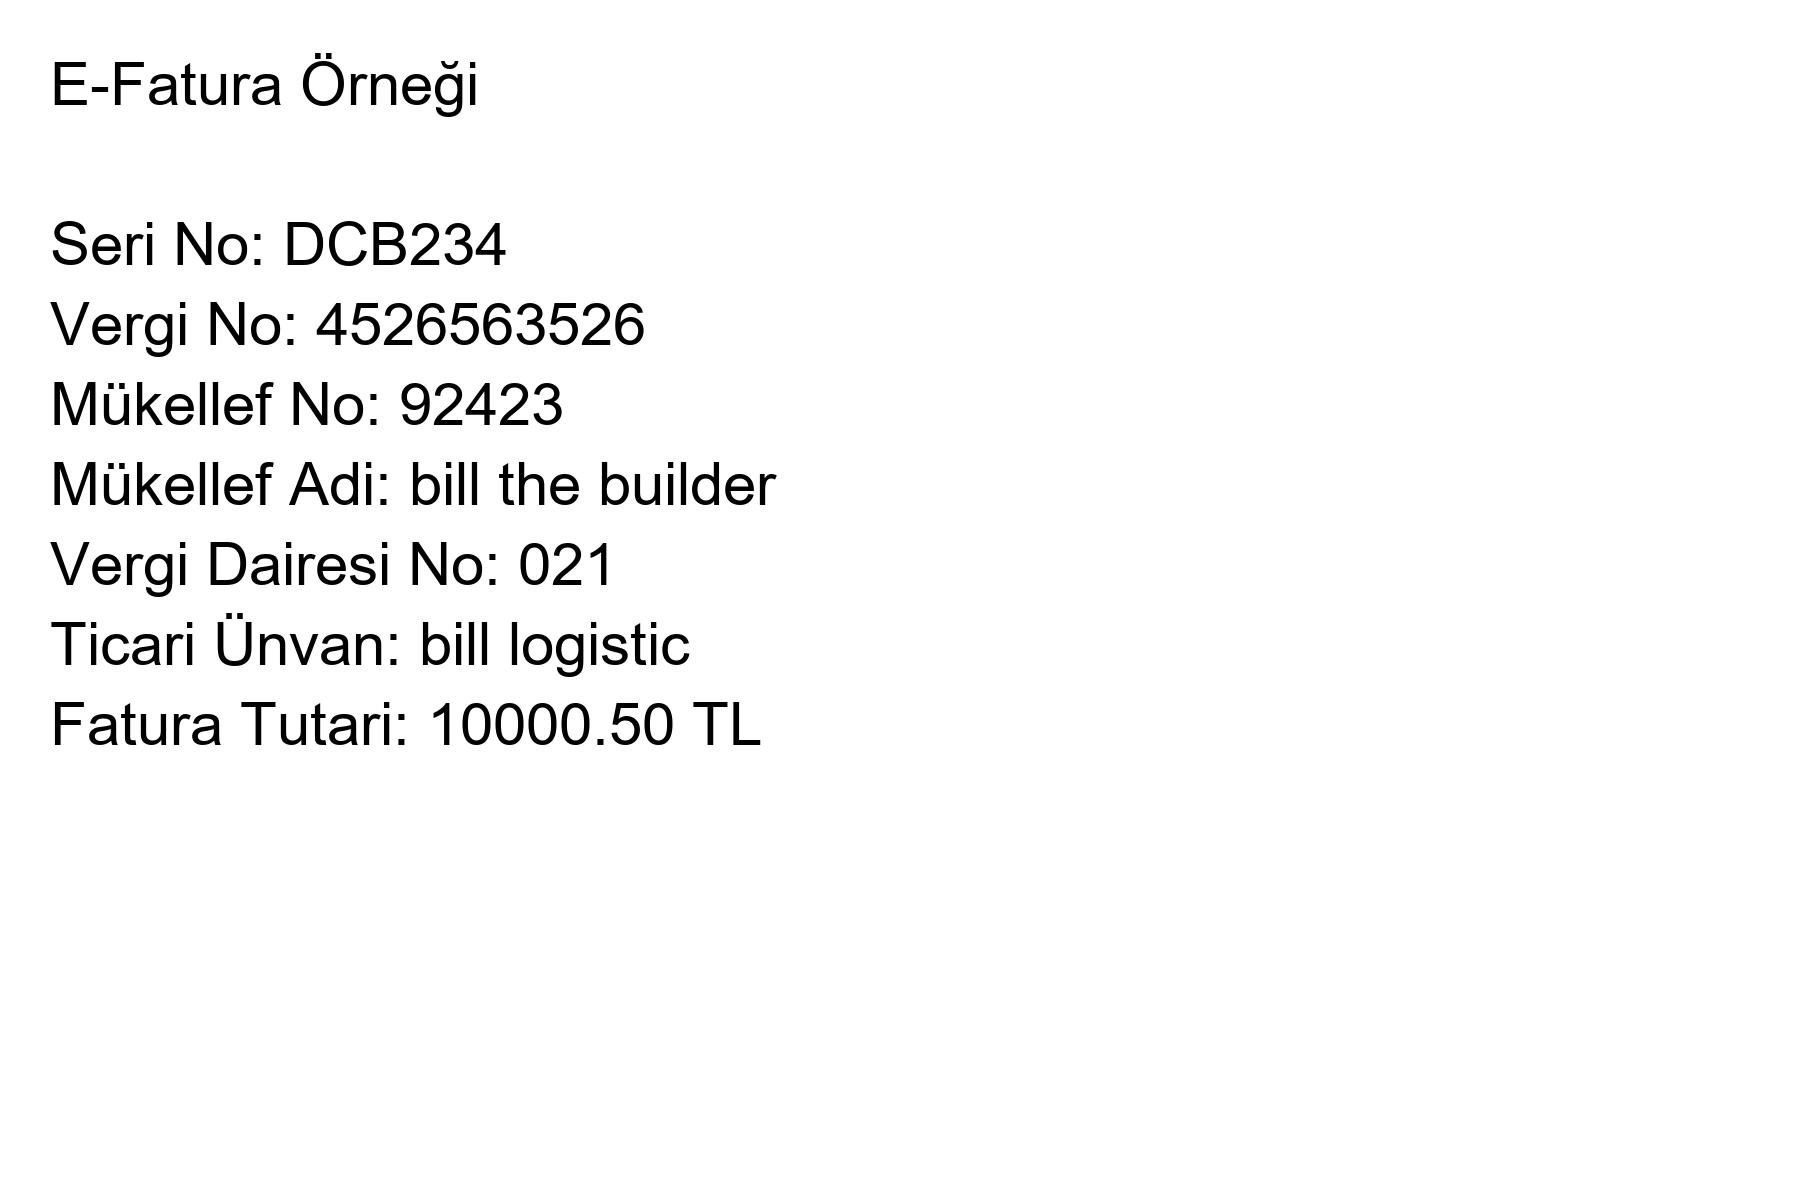 E-Fatura Örneği
Seri No: DCB234
Vergi No: 4526563526
Mükellef No: 92423
Mükellef Adi: bill the builder
Vergi Dairesi No: 021
Ticari Ünvan: bill logistic
Fatura Tutari: 10000.50 TL